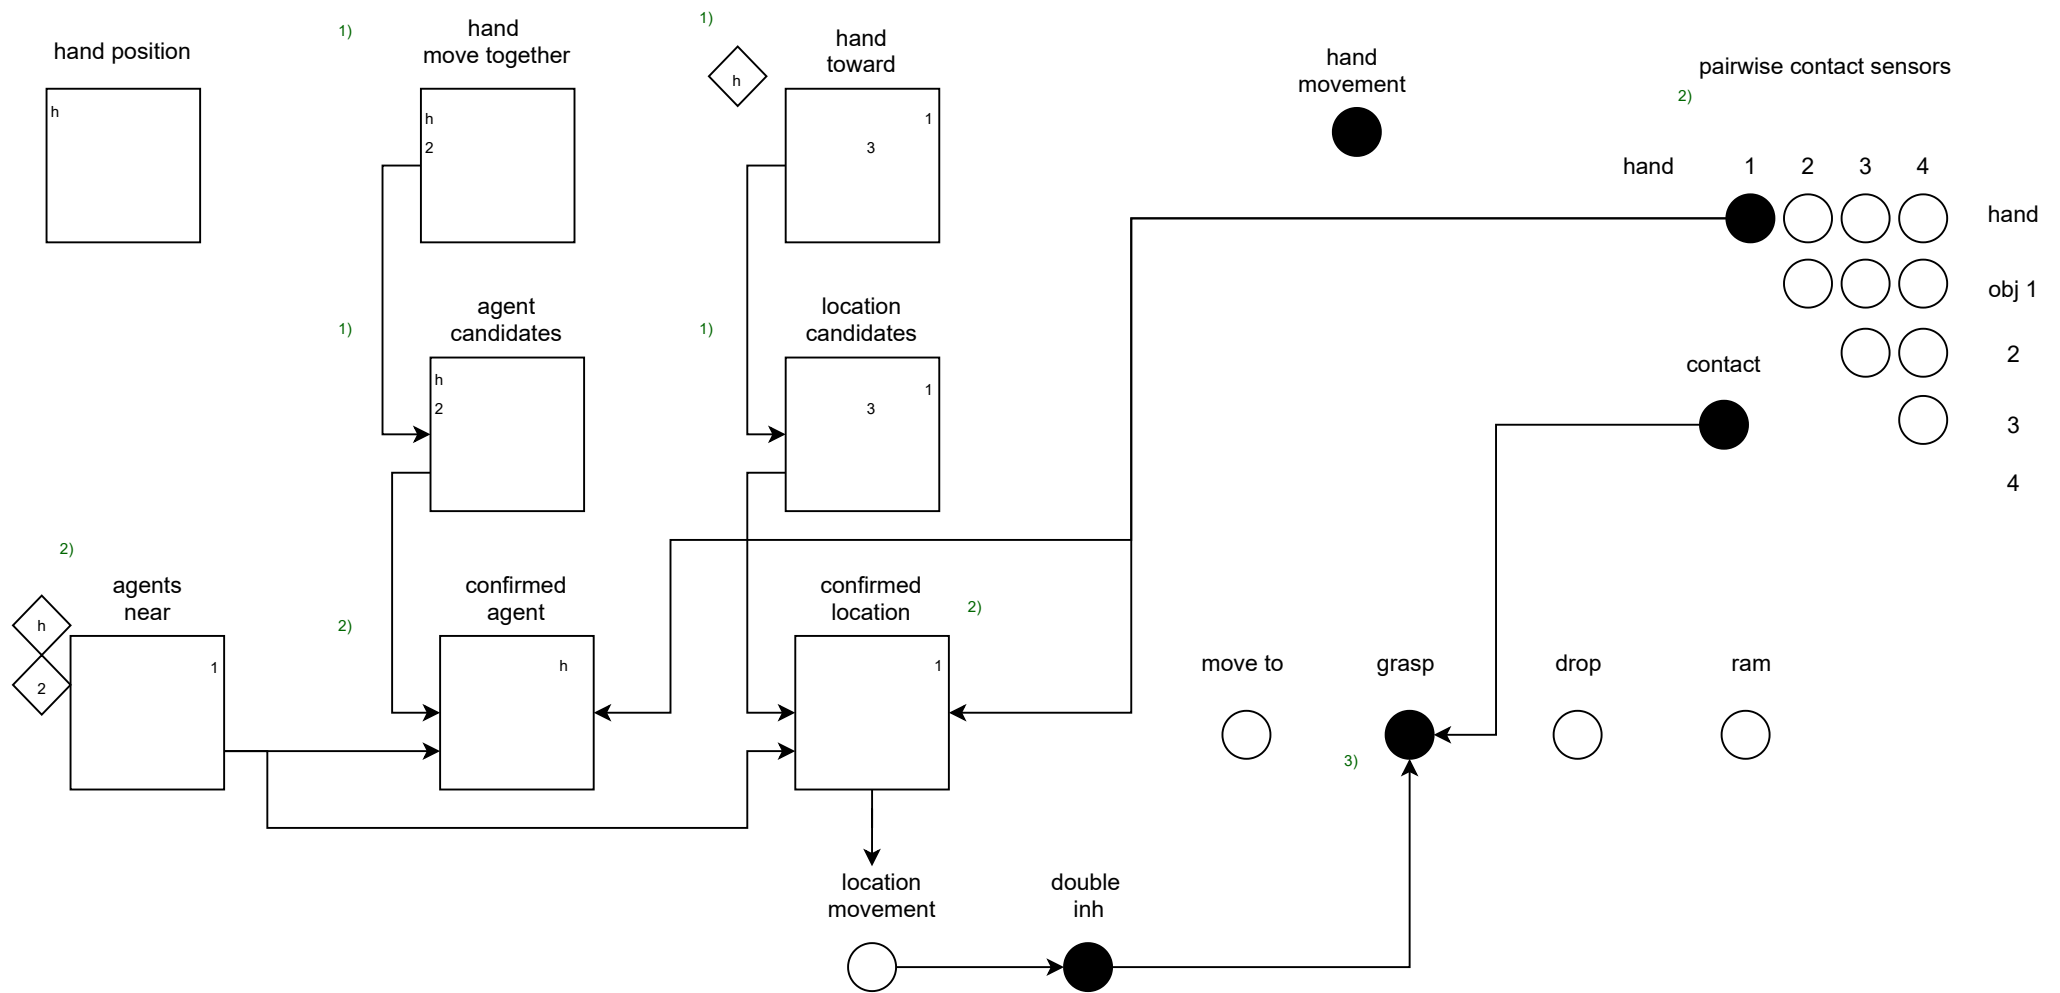 1)
1)
hand position
hand
move together
hand
toward
h
hand
movement
pairwise contact sensors
2)
h
h
2
1
3
hand 1 2 3 4
hand
obj 1
2
3
4
1)
agent
candidates
1)
location
candidates
h
2
1
3
contact
2)
agents
near
h
2
1
2)
confirmed
agent
h
confirmed
location
2)
1
move to
grasp
drop
ram
3)
location
movement
double
inh